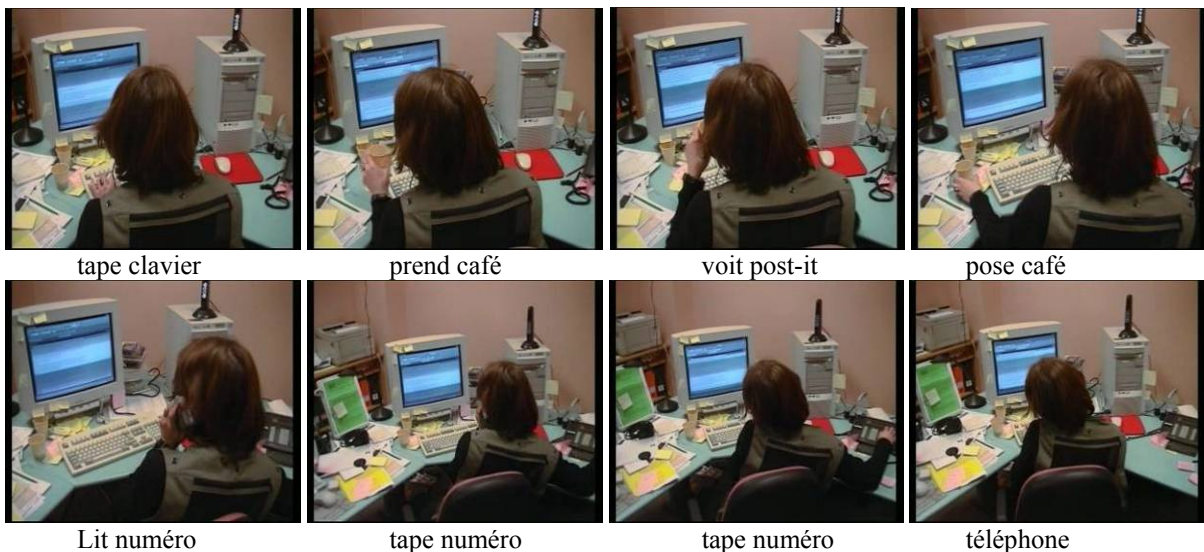 tape clavier
prend café
voit post-it
pose café
Lit numéro
tape numéro
tape numéro
téléphone